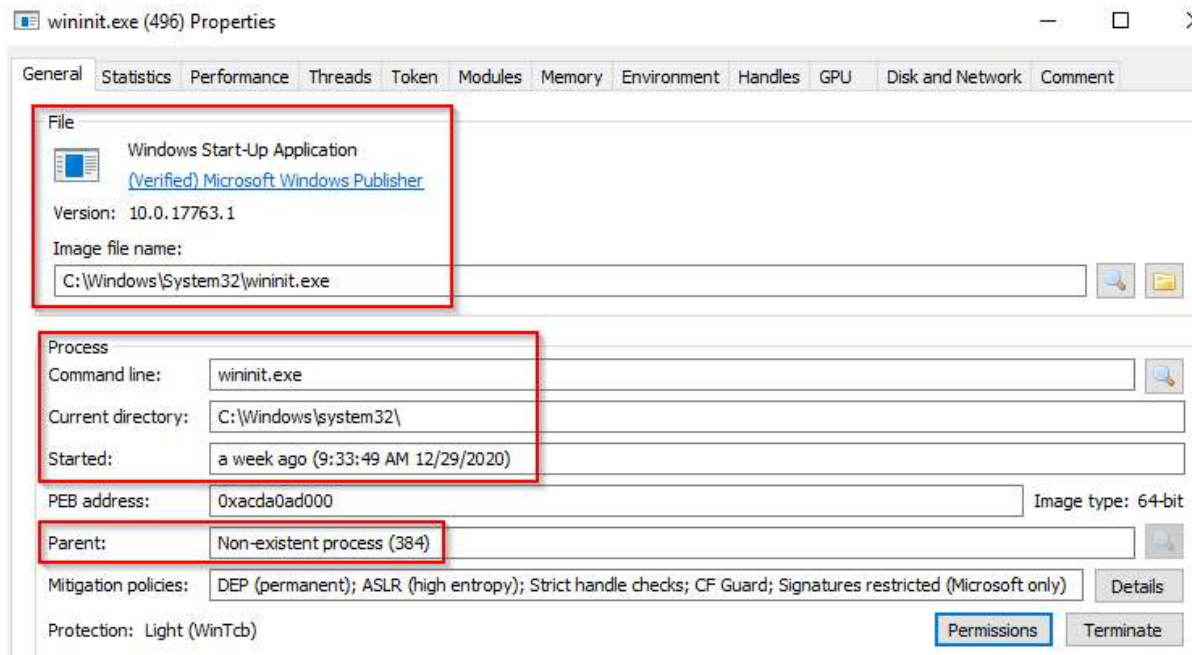 wininit.exe (496) Properties
General Statistics Performance Threads Token Modules Memory Environment Handles GPU Disk and Network Comment
File
Windows Start-Up Application
(Verified) Microsoft Windows Publisher
Version: 10.0.17763.1
Image file name:
C:\Windows\System32\wininit.exe
Process
Command line: wininit.exe
Current directory: C:\Windows\system32\
Started: a week ago (9:33:49 AM 12/29/2020)
PEB address: 0xacda0ad000 Image type: 64-bit
Parent: Non-existent process (384)
Mitigation policies: DEP (permanent); ASLR (high entropy); Strict handle checks; CF Guard; Signatures restricted (Microsoft only) Details
Protection: Light (WinTcb) Permissions Terminate